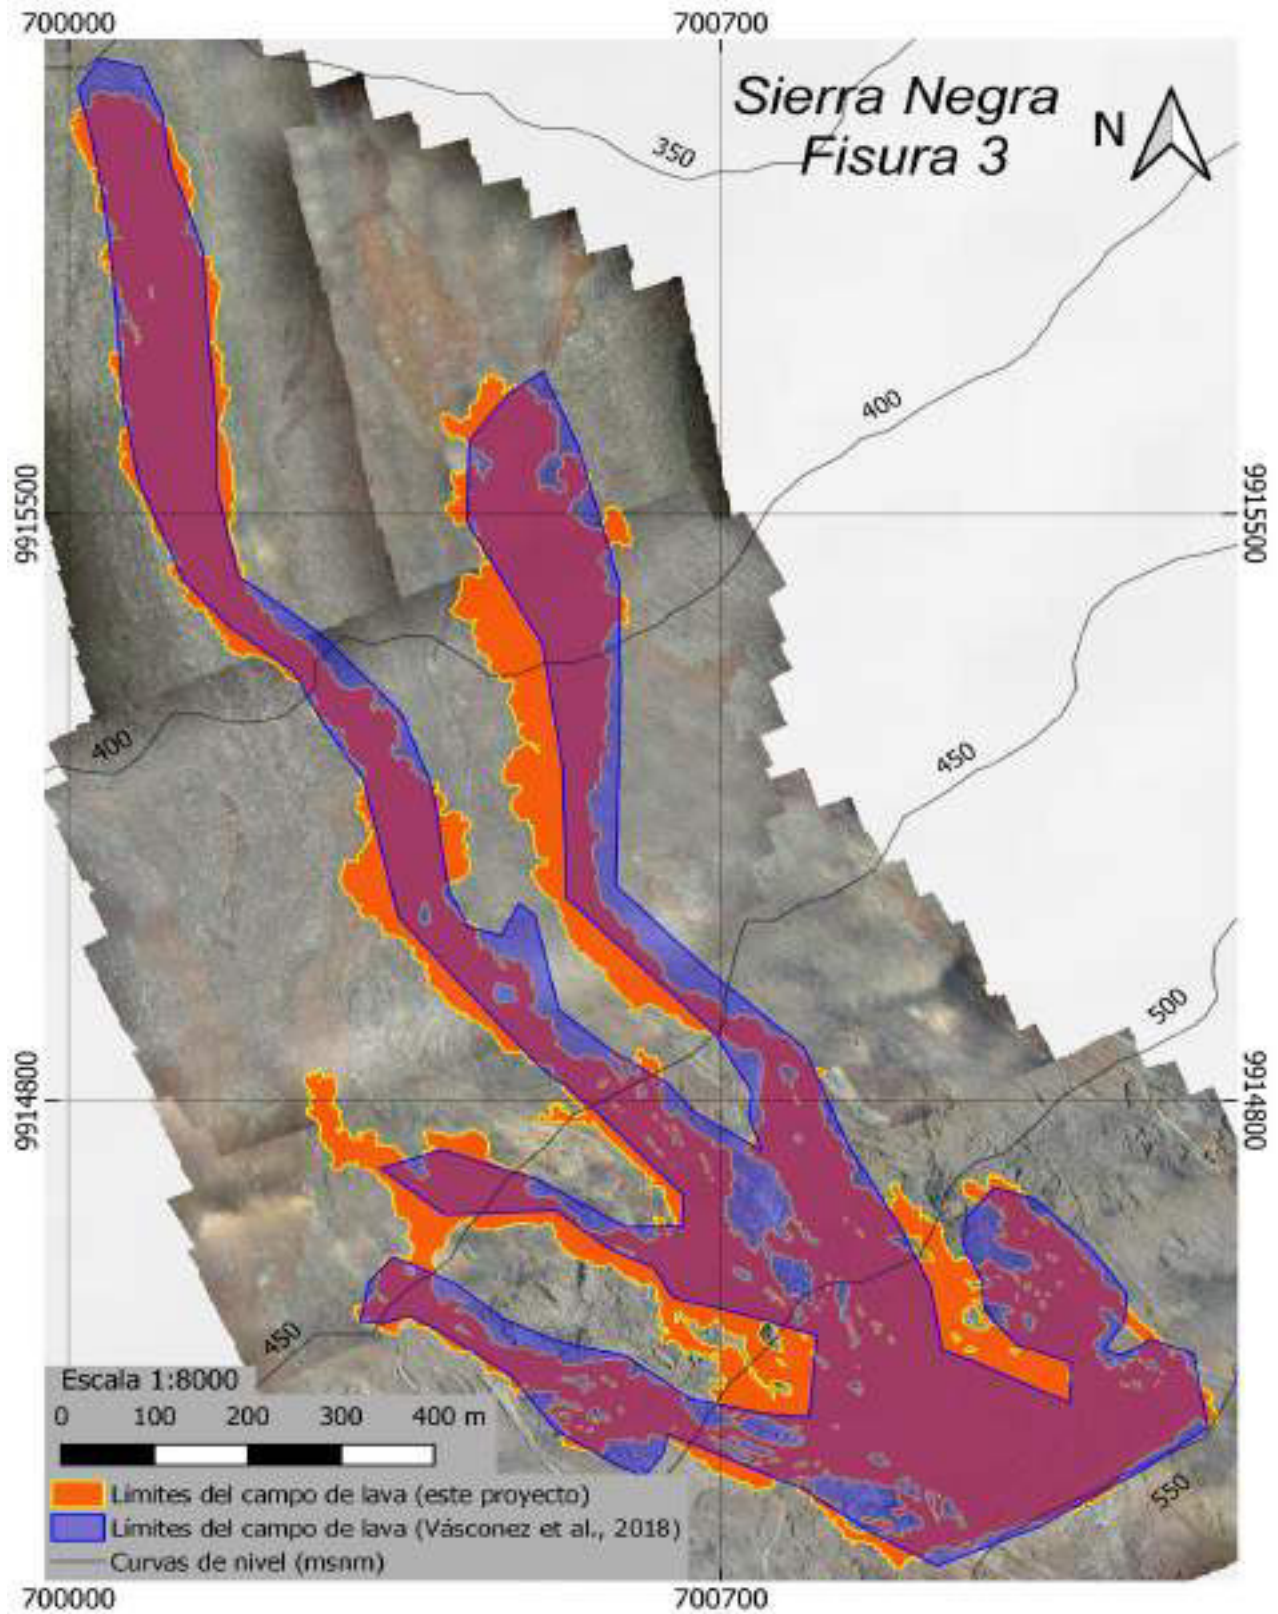 700000
700700
Sierra Negra
Fisura 3
N
350
400
9915500
9915500
400
450
500
9914800
9914800
450
550
Escala 1:8000
0 100 200 300 400 m
Límites del campo de lava (este proyecto)
Límites del campo de lava (Vásconez et al., 2018)
Curvas de nivel (msnm)
700000
700700